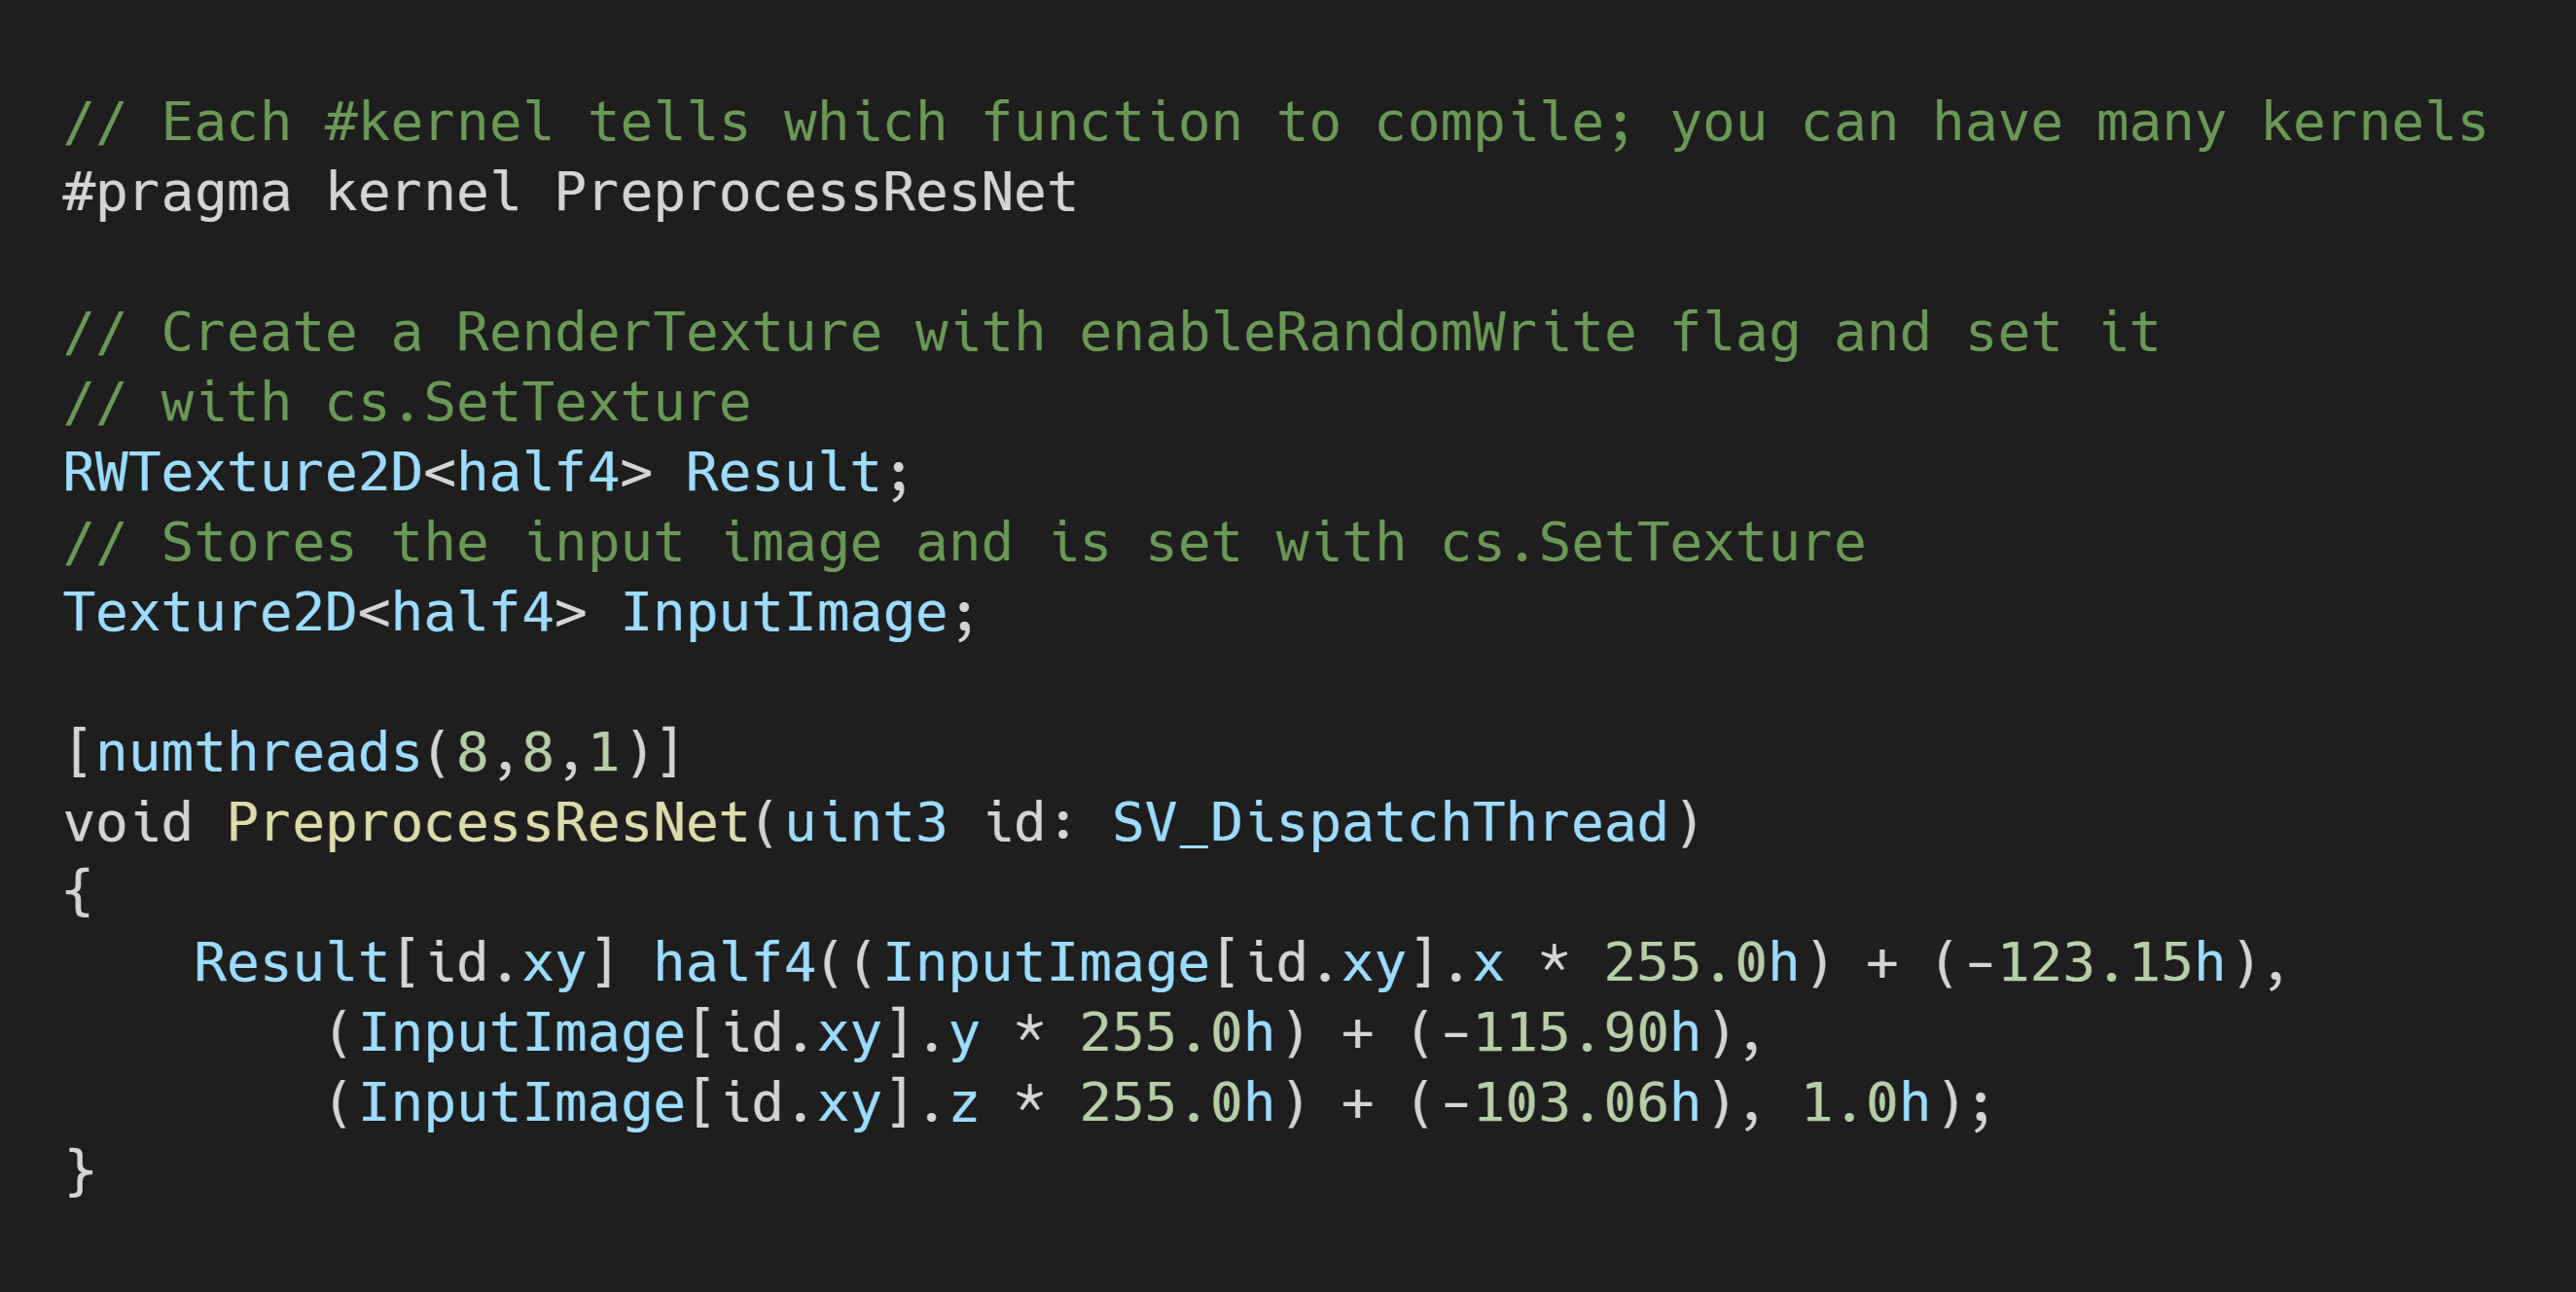 // Each #kernel tells which function to compile; you can have many kernels
#pragma kernel PreprocessResNet
// Create a RenderTexture with enableRandomWrite flag and set it
// with cs.SetTexture
RWTexture2D<half4> Result;
// Stores the input image and is set with cs.SetTexture
Texture2D<half4> InputImage;
[numthreads(8,8,1)]
void PreprocessResNet(uint3 id: SV_DispatchThread)
{
    Result[id.xy] half4((InputImage[id.xy].x * 255.0h) + (-123.15h),
        (InputImage[id.xy].y * 255.0h) + (-115.90h),
        (InputImage[id.xy].z * 255.0h) + (-103.06h), 1.0h);
}